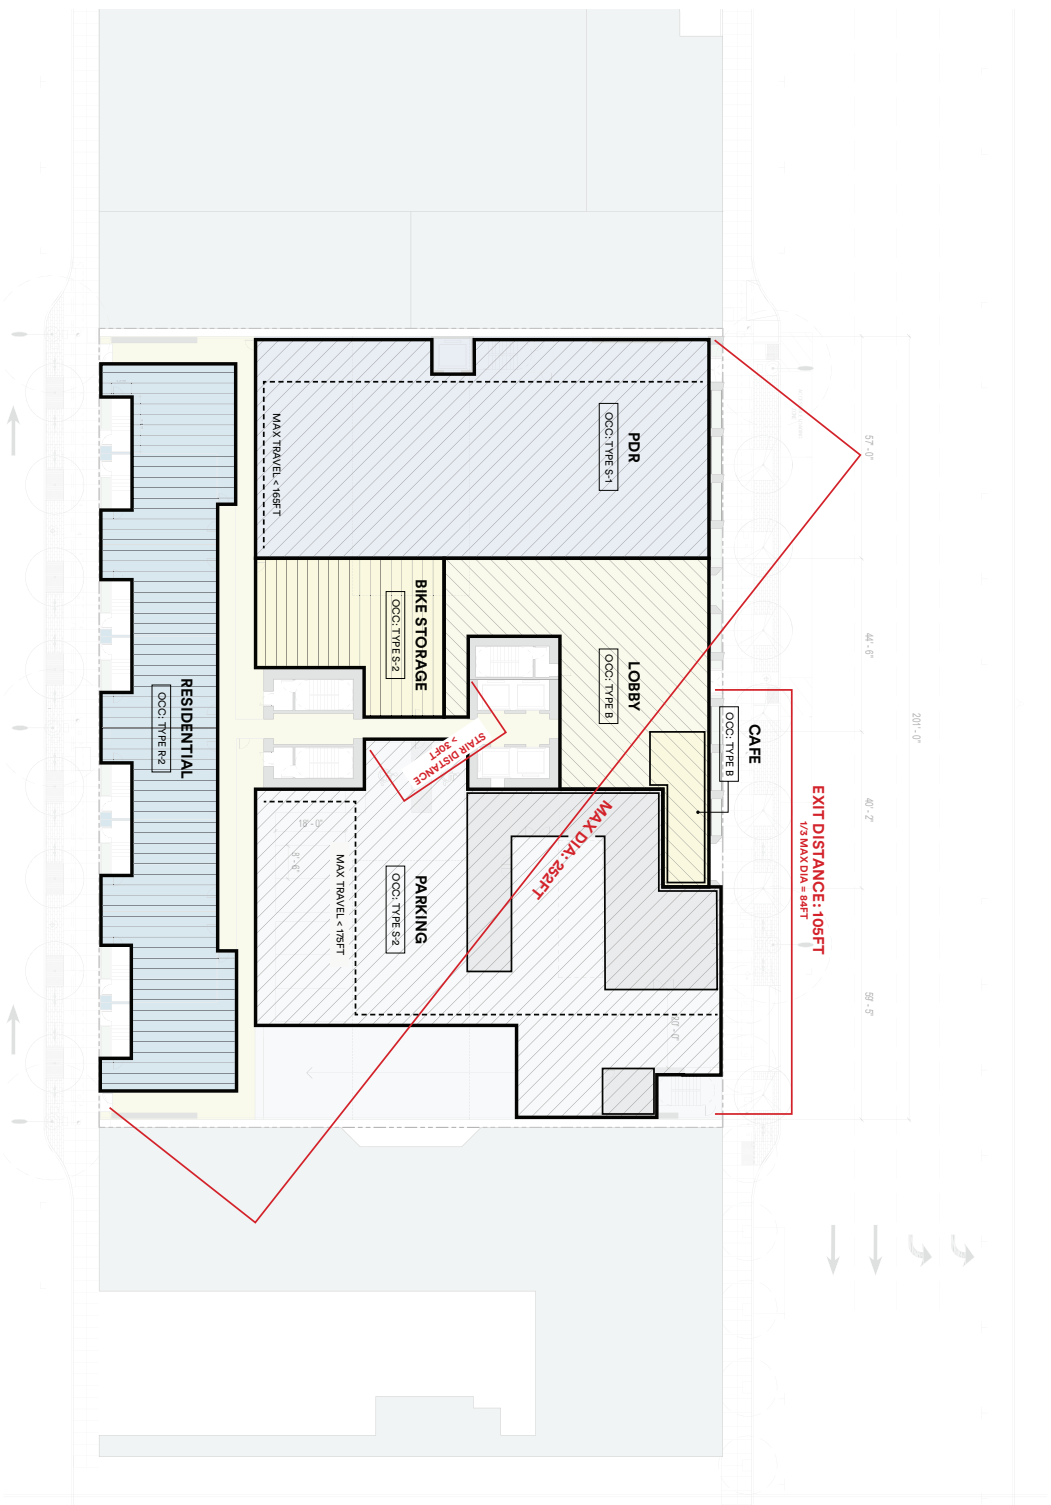 PDR
OCC: TYPE S-1
MAX TRAVEL < 165FT
57' - 0"
BIKE STORAGE
OCC: TYPE S-2
LOBBY
OCC: TYPE B
44' - 6"
RESIDENTIAL
OCC: TYPE R-2
STAIR DISTANCE
> 30FT
CAFE
OCC: TYPE B
201' - 0"
EXIT DISTANCE: 105FT
1/3 MAX DIA = 84FT
MAX DIA: 252FT
40' - 2"
18' - 0"
8' - 6"
MAX TRAVEL < 175FT
PARKING
OCC: TYPE S-2
59' - 5"